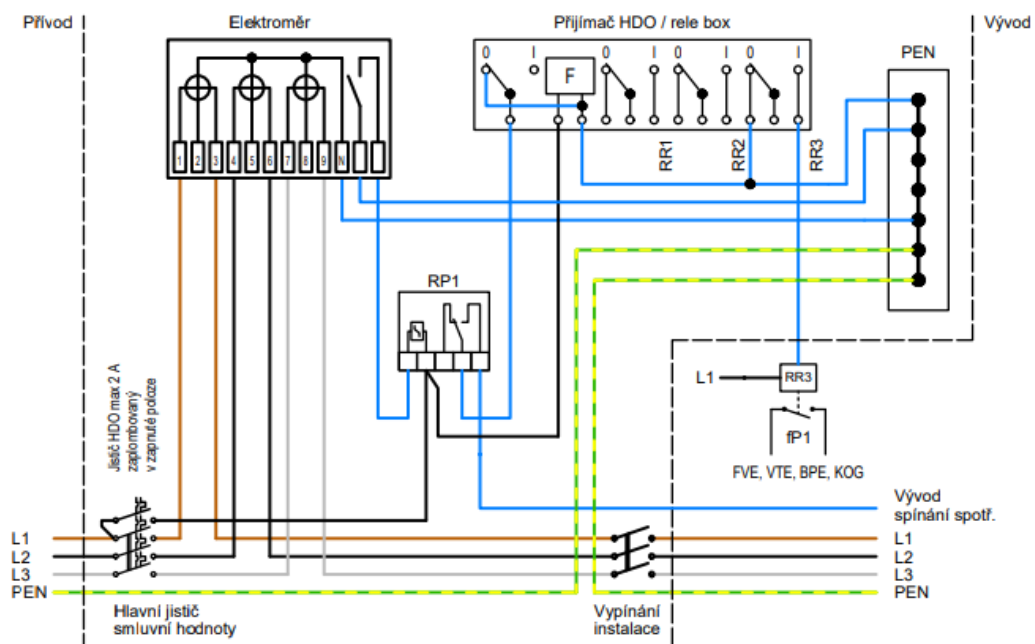 Přívod
Elektroměr
Přijímač HDO / rele box
Vývod
PEN
0 I 0 I 0 I 0 I
F
1 2 3 4 5 6 7 8 9 N
RR1
RR2
RR3
RP1
Jistič HDO max 2 A
zaplombovaný
v zapnuté poloze
L1
RR3
fP1
FVE, VTE, BPE, KOG
Vývod
spínání spotř.
L1
L2
L3
PEN
L1
L2
L3
PEN
Hlavní jistič
smluvní hodnoty
Vypínání
instalace